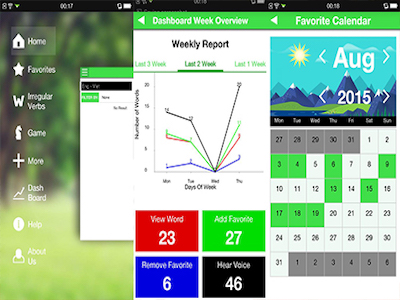 00:17
Home
Favorites
Irregular
Verbs
Game
More
Dash
Board
Help
About
Us
Eng - Viet
No Result
00:18
Dashboard Week Overview
Weekly Report
Last 3 Week
Last 2 Week
Last 1 Week
Number of Words
20
15
10
5
0
Mon Tue Wed Thu
Days Of Week
View Word
23
Add Favorite
27
Remove Favorite
6
Hear Voice
46
00:18
Favorite Calendar
Aug
2015
Mon Tue Wed Thu Fri Sat Sun
27 28 29 30 31 1 2
3 4 5 6 7 8 9
10 11 12 13 14 15 16
17 18 19 20 21 22 23
24 25 26 27 28 29 30
31 1 2 3 4 5 6